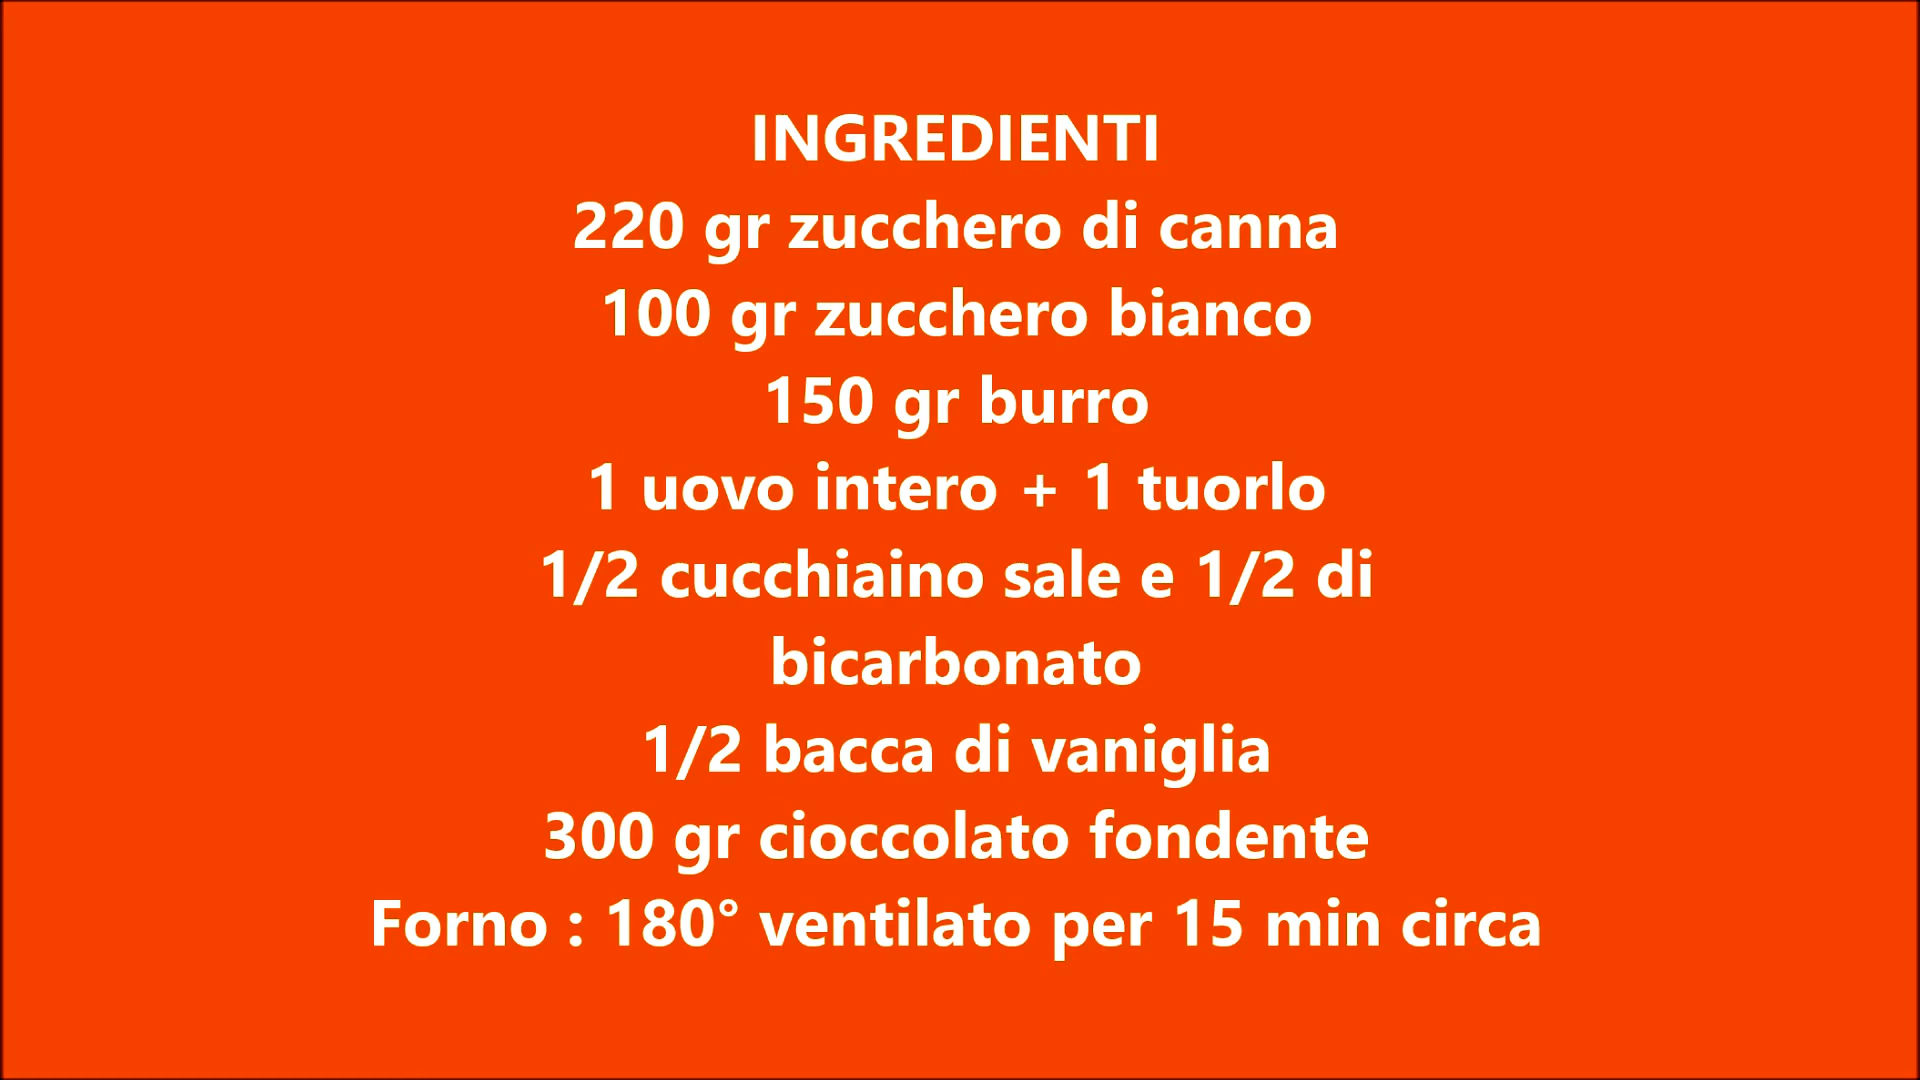 INGREDIENTI
220 gr zucchero di canna
100 gr zucchero bianco
150 gr burro
1 uovo intero + 1 tuorlo
1/2 cucchiaino sale e 1/2 di
bicarbonato
1/2 bacca di vaniglia
300 gr cioccolato fondente
Forno : 180° ventilato per 15 min circa